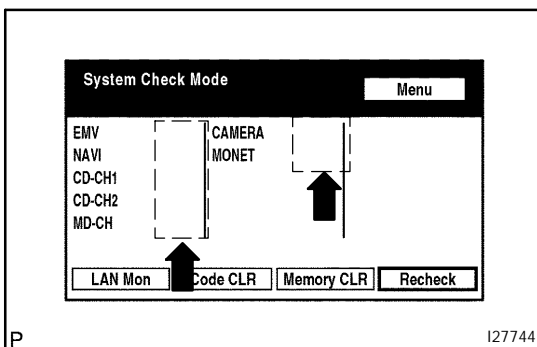 System Check Mode
Menu
EMV
NAVI
CD-CH1
CD-CH2
MD-CH
CAMERA
MONET
LAN Mon
Code CLR
Memory CLR
Recheck
P
I27744